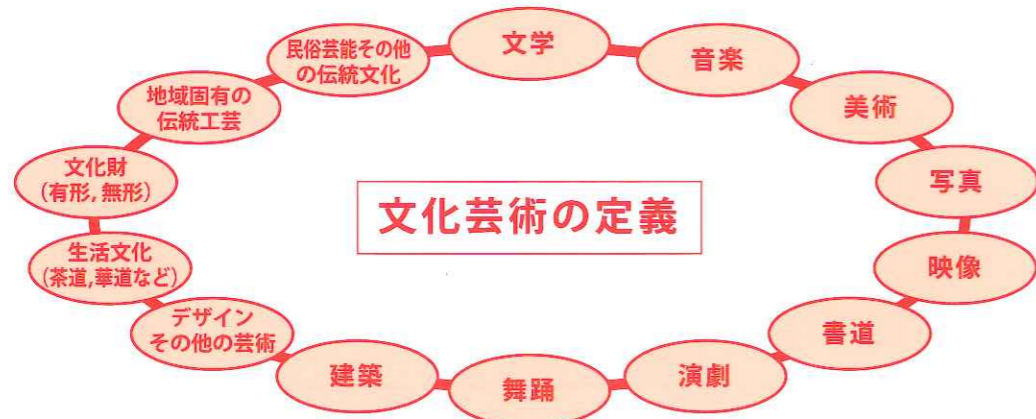 文化芸術の定義
文学
音楽
美術
写真
映像
書道
演劇
舞踊
建築
デザイン
その他の芸術
生活文化
(茶道,華道など)
文化財
(有形,無形)
地域固有の
伝統工芸
民俗芸能その他
の伝統文化